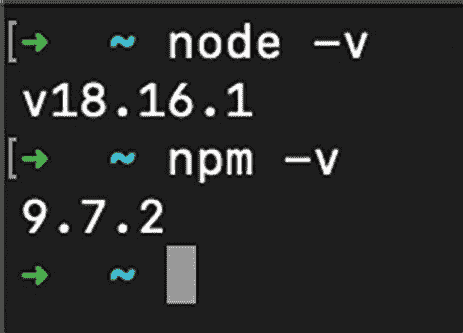 [➜ ~ node -v
v18.16.1
[➜ ~ npm -v
9.7.2
➜ ~